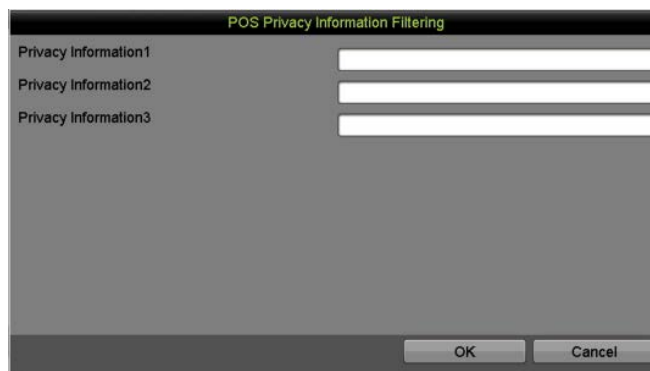 POS Privacy Information Filtering
Privacy Information1
Privacy Information2
Privacy Information3
OK Cancel